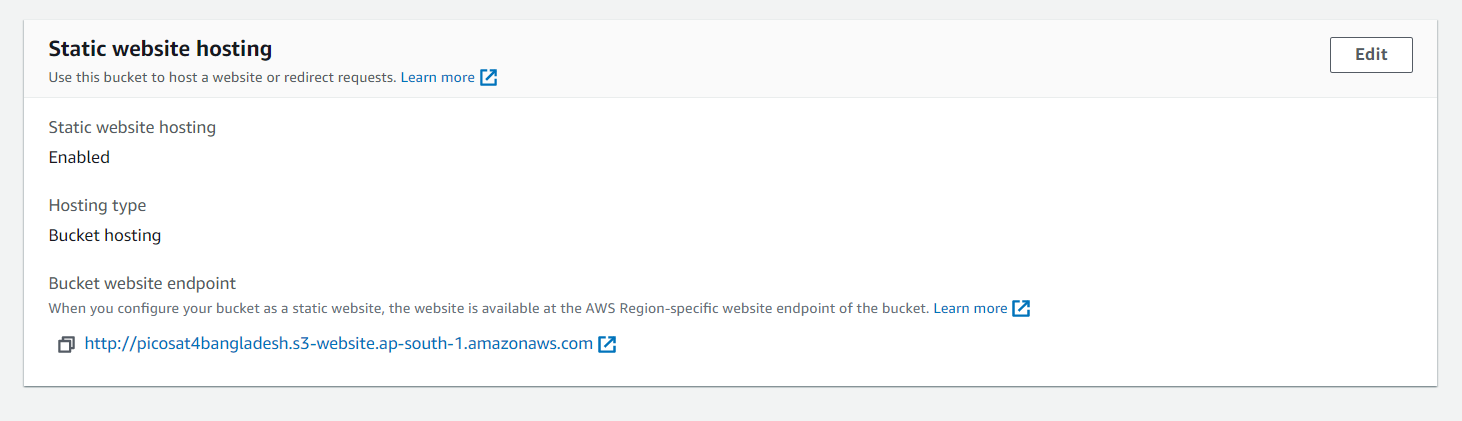 Static website hosting
Edit
Use this bucket to host a website or redirect requests. Learn more
Static website hosting
Enabled
Hosting type
Bucket hosting
Bucket website endpoint
When you configure your bucket as a static website, the website is available at the AWS Region-specific website endpoint of the bucket. Learn more
http://picosat4bangladesh.s3-website.ap-south-1.amazonaws.com